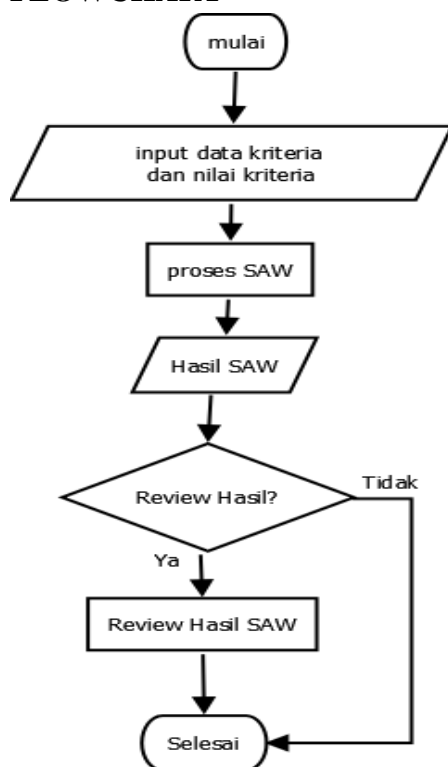 FLOWCHART
mulai
input data kriteria
dan nilai kriteria
proses SAW
Hasil SAW
Review Hasil?
Tidak
Ya
Review Hasil SAW
Selesai